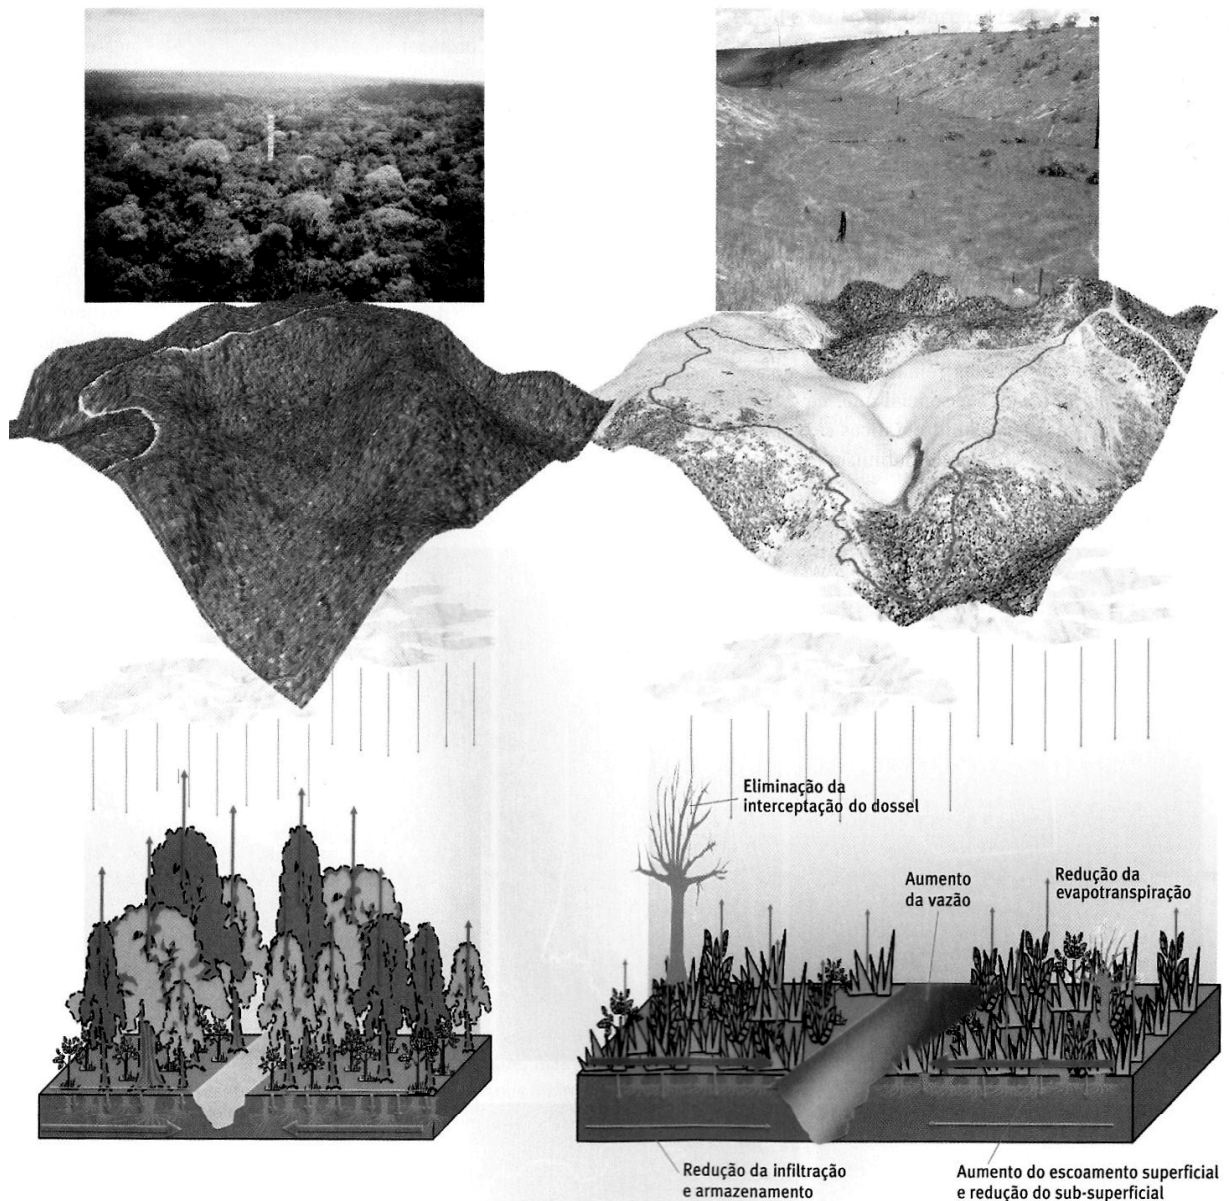 Eliminação da
interceptação do dossel
Aumento
da vazão
Redução da
evapotranspiração
Redução da infiltração
e armazenamento
Aumento do escoamento superficial
e redução do sub-superficial